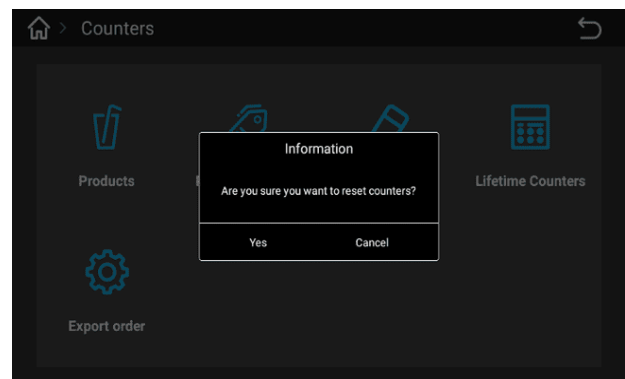 > Counters
Information
Are you sure you want to reset counters?
Yes
Cancel
Products
Lifetime Counters
Export order